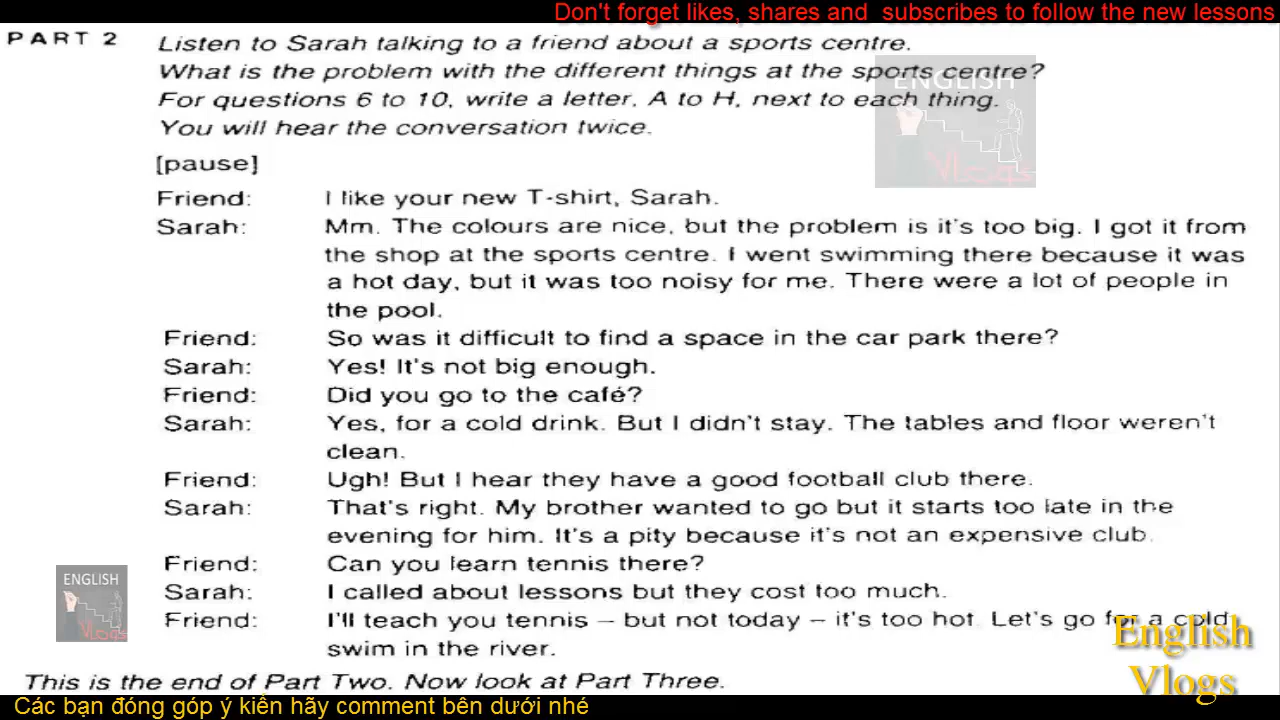 Don't forget likes, shares and subscribes to follow the new lessons
PART 2
Listen to Sarah talking to a friend about a sports centre.
What is the problem with the different things at the sports centre?
For questions 6 to 10, write a letter, A to H, next to each thing.
You will hear the conversation twice.
ENGLISH
Vlogs
[pause]
Friend: I like your new T-shirt, Sarah.
Sarah: Mm. The colours are nice, but the problem is it's too big. I got it from
the shop at the sports centre. I went swimming there because it was
a hot day, but it was too noisy for me. There were a lot of people in
the pool.
Friend: So was it difficult to find a space in the car park there?
Sarah: Yes! It's not big enough.
Friend: Did you go to the café?
Sarah: Yes, for a cold drink. But I didn't stay. The tables and floor weren't
clean.
Friend: Ugh! But I hear they have a good football club there.
Sarah: That's right. My brother wanted to go but it starts too late in the
evening for him. It's a pity because it's not an expensive club.
Friend: Can you learn tennis there?
Sarah: I called about lessons but they cost too much.
Friend: I'll teach you tennis – but not today – it's too hot. Let's go for a cold
swim in the river.
ENGLISH
Vlogs
English
Vlogs
This is the end of Part Two. Now look at Part Three.
Các bạn đóng góp ý kiến hãy comment bên dưới nhé